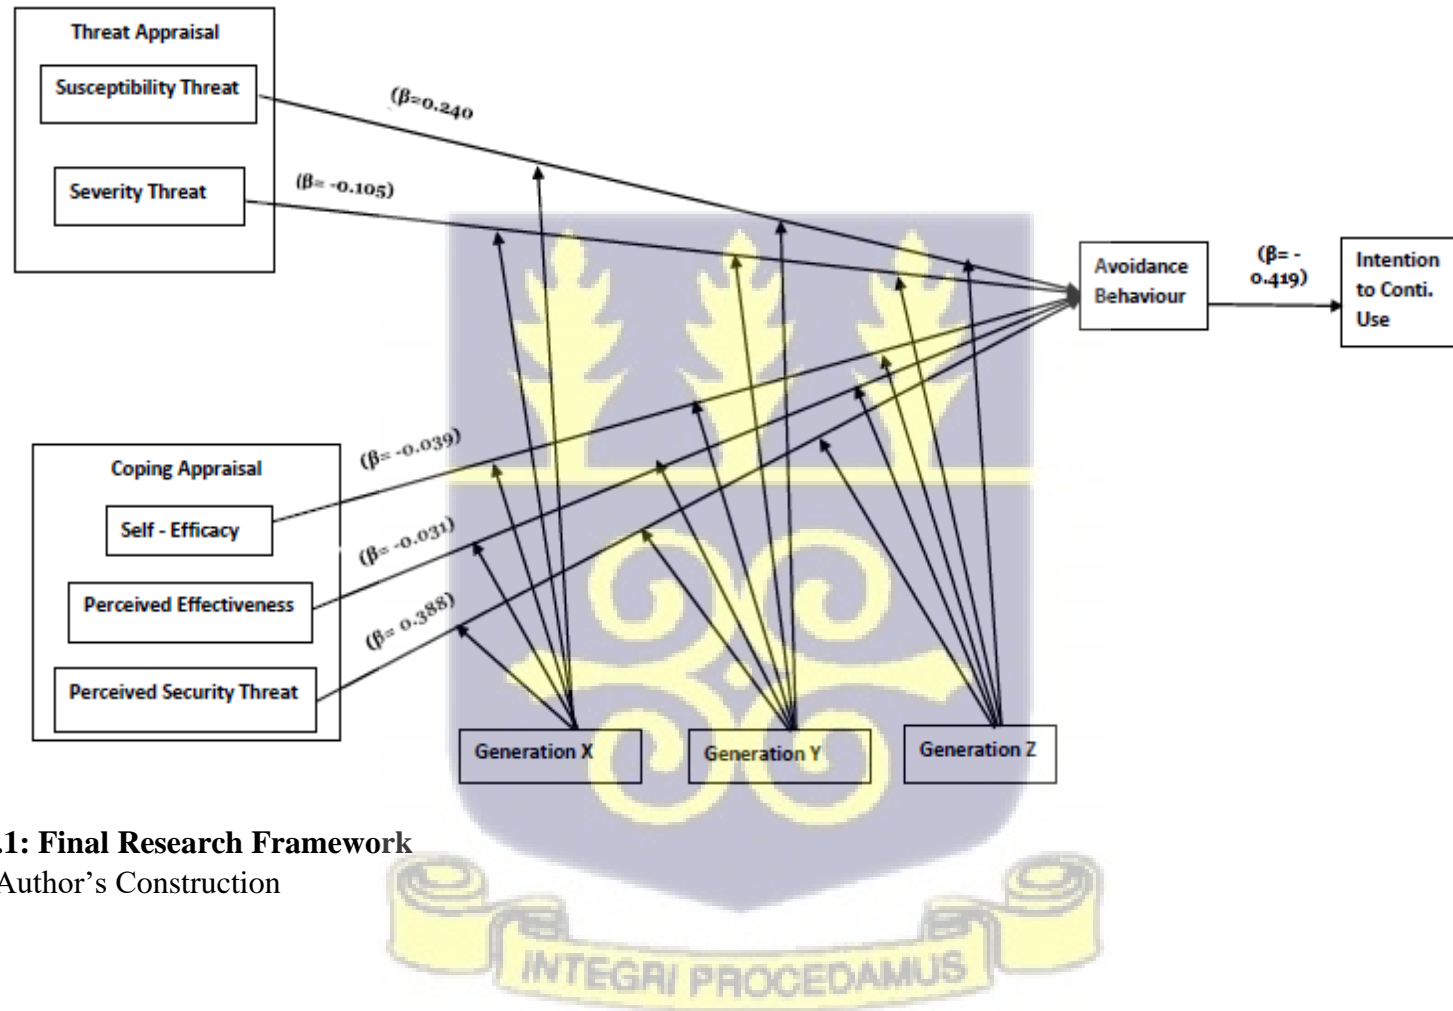 Threat Appraisal
Susceptibility Threat
(β=0.240
Severity Threat
(β= -0.105)
Avoidance
Behaviour
(β= -
0.419)
Intention
to Conti.
Use
Coping Appraisal
Self - Efficacy
(β= -0.039)
Perceived Effectiveness
(β= -0.031)
Perceived Security Threat
(β= 0.388)
Generation X
Generation Y
Generation Z
.1: Final Research Framework
Author’s Construction
INTEGRI PROCEDAMUS